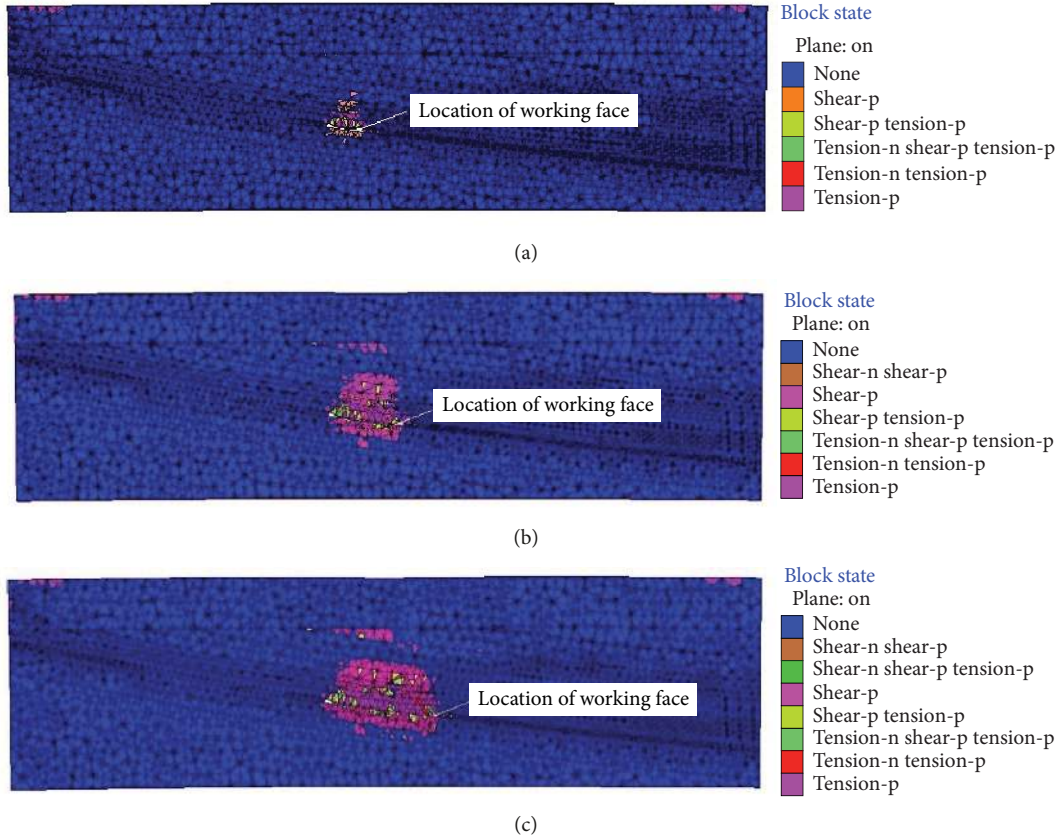 Block state
Plane: on
None
Shear-p
Shear-p tension-p
Tension-n shear-p tension-p
Tension-n tension-p
Tension-p
Location of working face
(a)
Block state
Plane: on
None
Shear-n shear-p
Shear-p
Shear-p tension-p
Tension-n shear-p tension-p
Tension-n tension-p
Tension-p
Location of working face
(b)
Block state
Plane: on
None
Shear-n shear-p
Shear-n shear-p tension-p
Shear-p
Shear-p tension-p
Tension-n shear-p tension-p
Tension-n tension-p
Tension-p
Location of working face
(c)